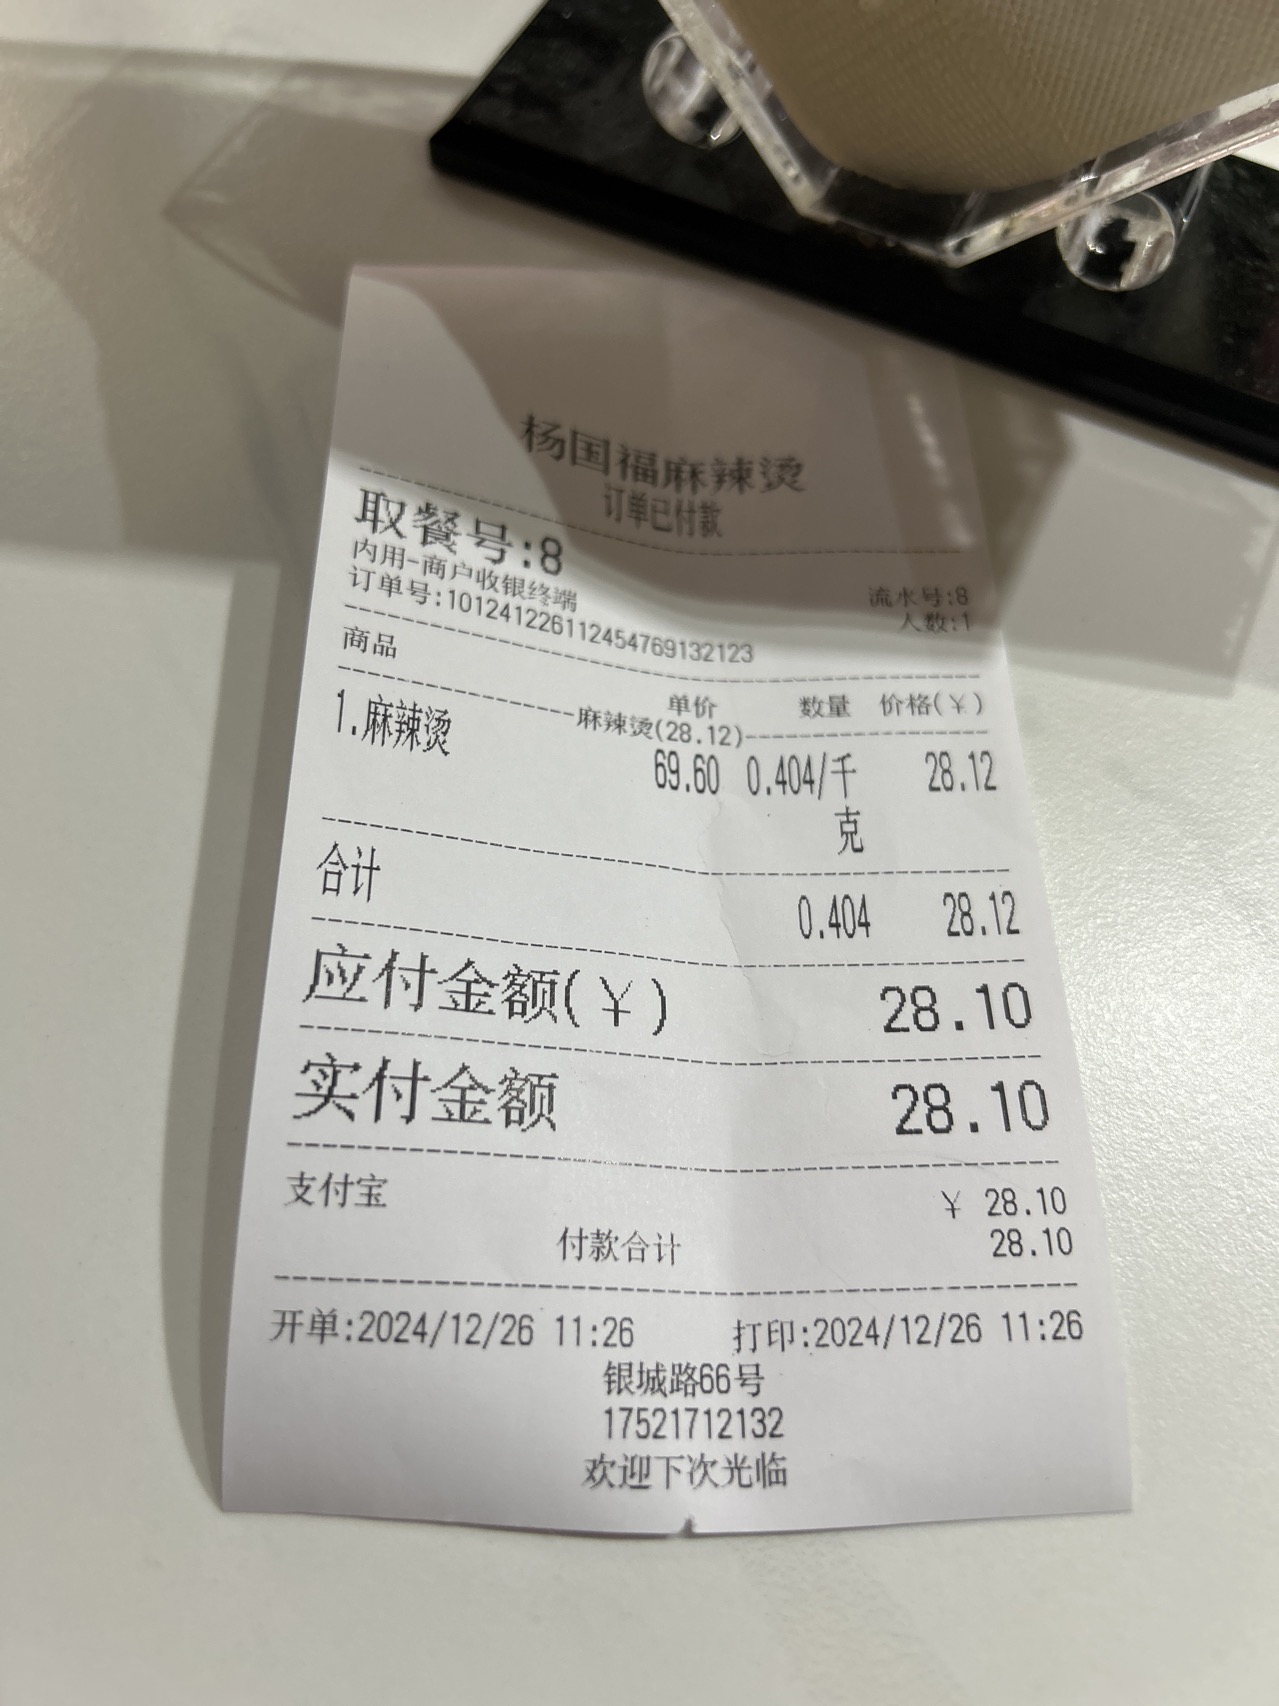 杨国福麻辣烫
订单已付款
取餐号:8
内用-商户收银终端 流水号:8
订单号:101241226112454769132123 人数:1
商品 单价 数量 价格(￥)
麻辣烫(28.12)
1.麻辣烫 69.60 0.404/千克 28.12
合计 0.404 28.12
应付金额(￥) 28.10
实付金额 28.10
支付宝 ￥ 28.10
付款合计 28.10
开单:2024/12/26 11:26 打印:2024/12/26 11:26
银城路66号
17521712132
欢迎下次光临